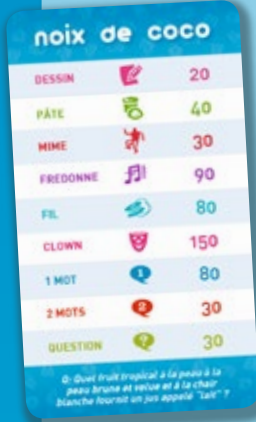 noix de coco
DESSIN 20
PÂTE 40
MIME 30
FREDONNE 90
FIL 80
CLOWN 150
1 MOT 1 80
2 MOTS 2 30
QUESTION ? 30
Q: Quel fruit tropical à la peau à la
peau brune et velue et à la chair
blanche fournit un jus appelé "lait" ?